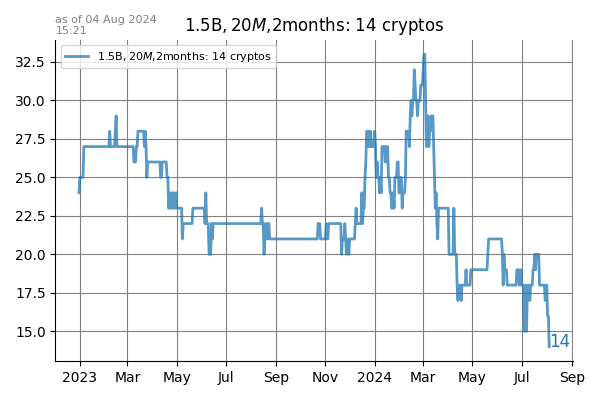 as of 04 Aug 2024
15:21
1.5B, 20M,2months: 14 cryptos
1.5B, 20M,2months: 14 cryptos
32.5
30.0
27.5
25.0
22.5
20.0
17.5
15.0
14
2023 Mar May Jul Sep Nov 2024 Mar May Jul Sep